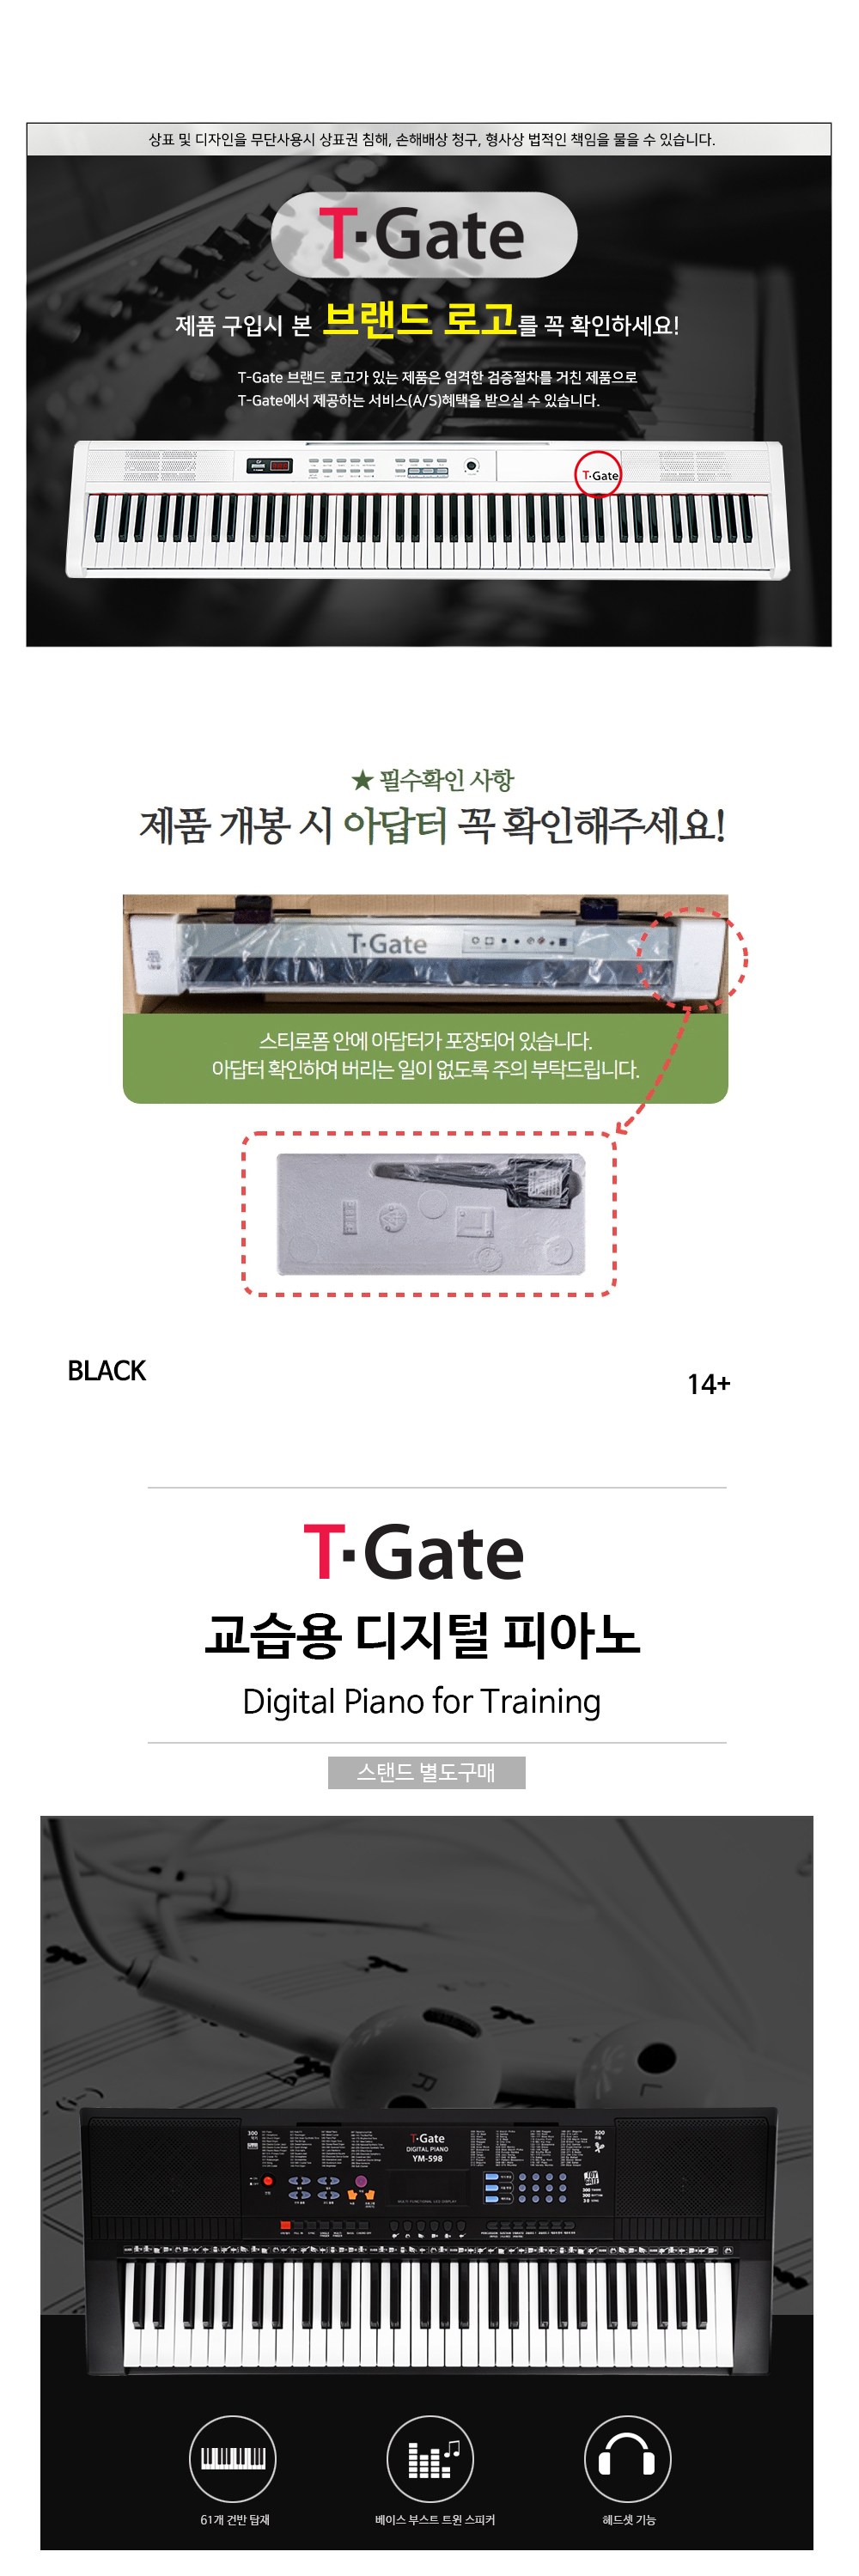 상표 및 디자인을 무단사용시 상표권 침해, 손해배상 청구, 형사상 법적인 책임을 물을 수 있습니다.
T·Gate
제품 구입시 본 브랜드 로고를 꼭 확인하세요!
T-Gate 브랜드 로고가 있는 제품은 엄격한 검증절차를 거친 제품으로
T-Gate에서 제공하는 서비스(A/S)혜택을 받으실 수 있습니다.
T·Gate
★ 필수확인 사항
제품 개봉 시 아답터 꼭 확인해주세요!
T·Gate
스티로폼 안에 아답터가 포장되어 있습니다.
아답터 확인하여 버리는 일이 없도록 주의 부탁드립니다.
BLACK
14+
T·Gate
교습용 디지털 피아노
Digital Piano for Training
스탠드 별도구매
R
T·Gate
DIGITAL PIANO
YM-598
300
300
MULTI FUNCTIONAL LCD DISPLAY
61개 건반 탑재
베이스 부스트 트윈 스피커
헤드셋 기능